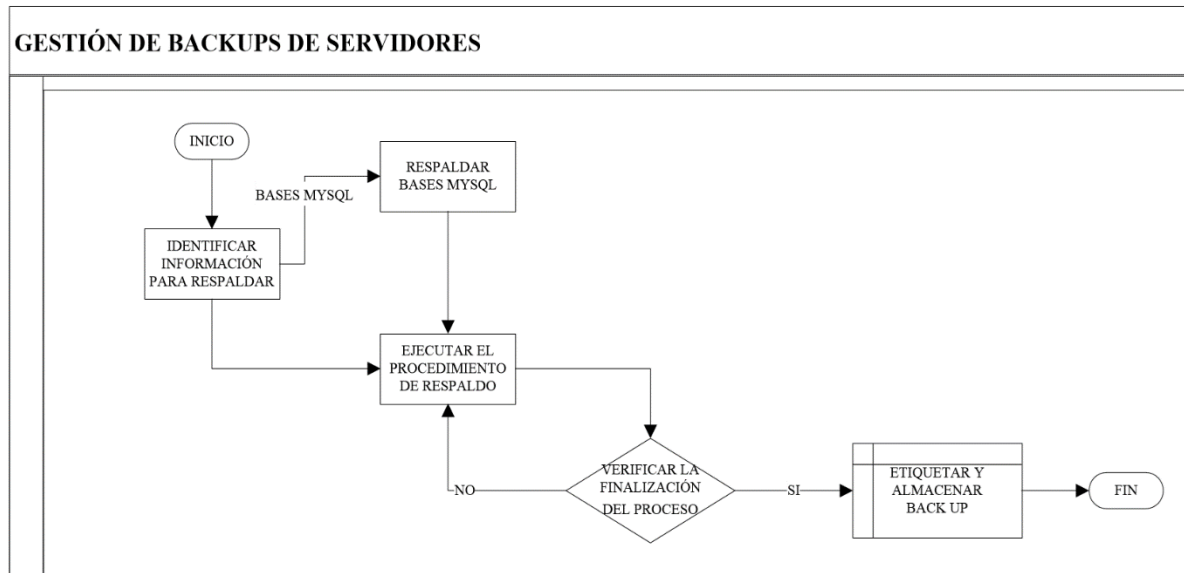 GESTIÓN DE BACKUPS DE SERVIDORES
INICIO
RESPALDAR
BASES MYSQL
BASES MYSQL
IDENTIFICAR
INFORMACIÓN
PARA RESPALDAR
EJECUTAR EL
PROCEDIMIENTO
DE RESPALDO
VERIFICAR LA
FINALIZACIÓN
DEL PROCESO
NO
SI
ETIQUETAR Y
ALMACENAR
BACK UP
FIN